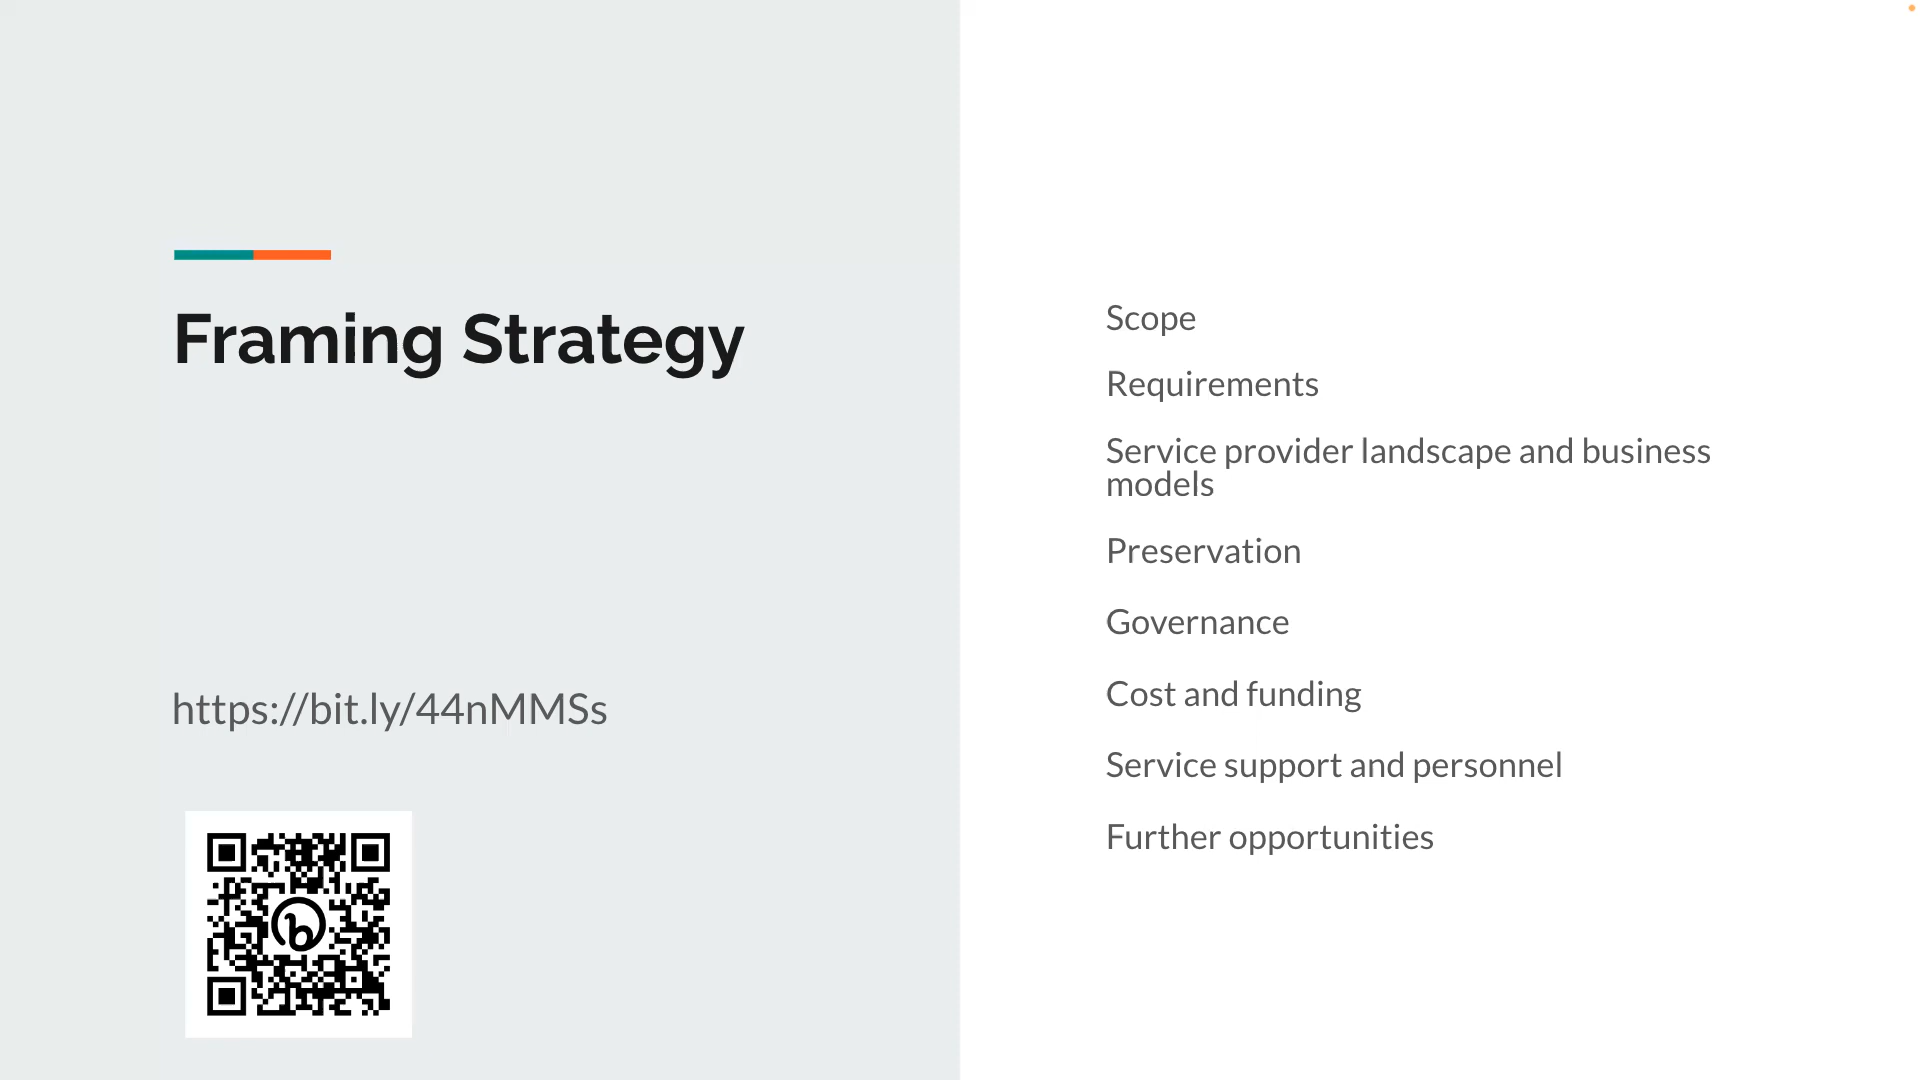 Framing Strategy
https://bit.ly/44nMMSs
Scope
Requirements
Service provider landscape and business
models
Preservation
Governance
Cost and funding
Service support and personnel
Further opportunities